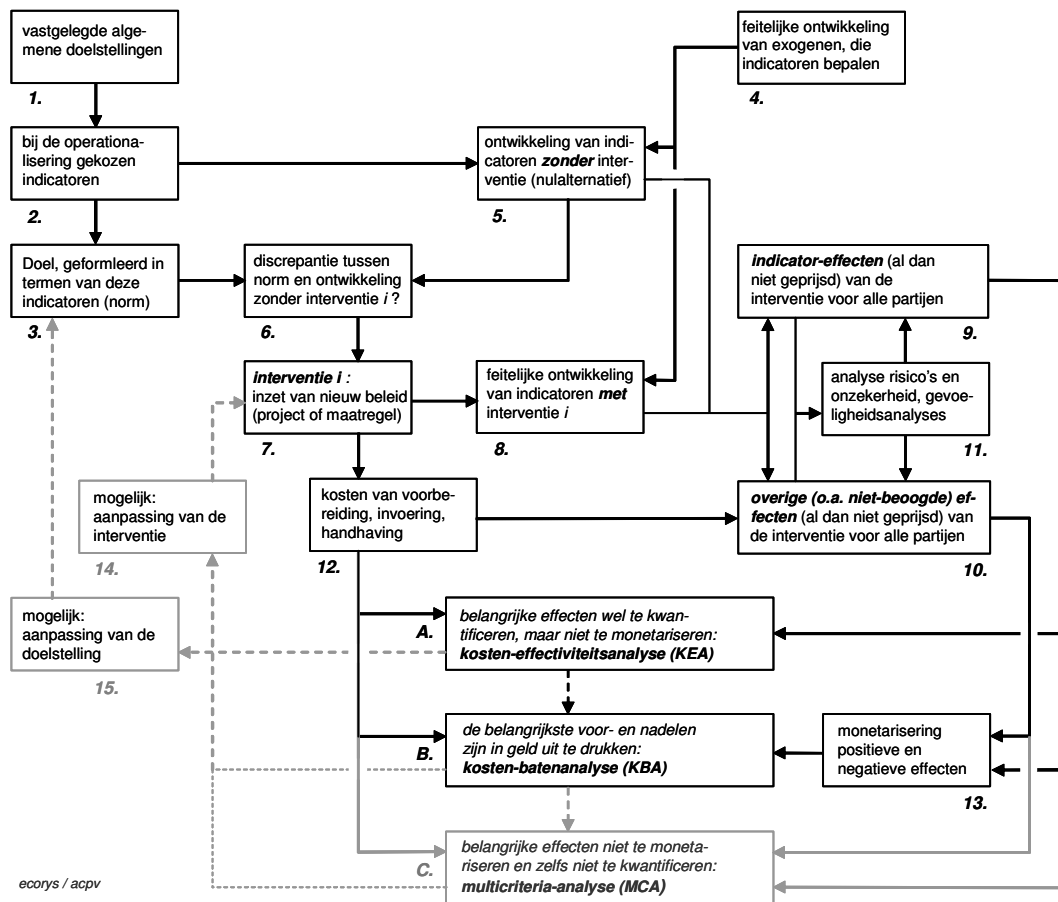 vastgelegde alge-
mene doelstellingen
1.
feitelijke ontwikkeling
van exogenen, die
indicatoren bepalen
4.
bij de operationa-
lisering gekozen
indicatoren
2.
ontwikkeling van indi-
catoren zonder inter-
ventie (nulalternatief)
5.
Doel, geformleerd in
termen van deze
indicatoren (norm)
3.
discrepantie tussen
norm en ontwikkeling
zonder interventie i ?
6.
indicator-effecten (al dan
niet geprijsd) van de
interventie voor alle partijen
9.
interventie i :
inzet van nieuw beleid
(project of maatregel)
7.
feitelijke ontwikkeling
van indicatoren met
interventie i
8.
analyse risico's en
onzekerheid, gevoe-
ligheidsanalyses
11.
mogelijk:
aanpassing van de
interventie
14.
kosten van voorbe-
reiding, invoering,
handhaving
12.
overige (o.a. niet-beoogde) ef-
fecten (al dan niet geprijsd) van
de interventie voor alle partijen
10.
mogelijk:
aanpassing van de
doelstelling
15.
A.
belangrijke effecten wel te kwan-
tificeren, maar niet te monetariseren:
kosten-effectiviteitsanalyse (KEA)
B.
de belangrijkste voor- en nadelen
zijn in geld uit te drukken:
kosten-batenanalyse (KBA)
monetarisering
positieve en
negatieve effecten
13.
C.
belangrijke effecten niet te moneta-
riseren en zelfs niet te kwantificeren:
multicriteria-analyse (MCA)
ecorys / acpv